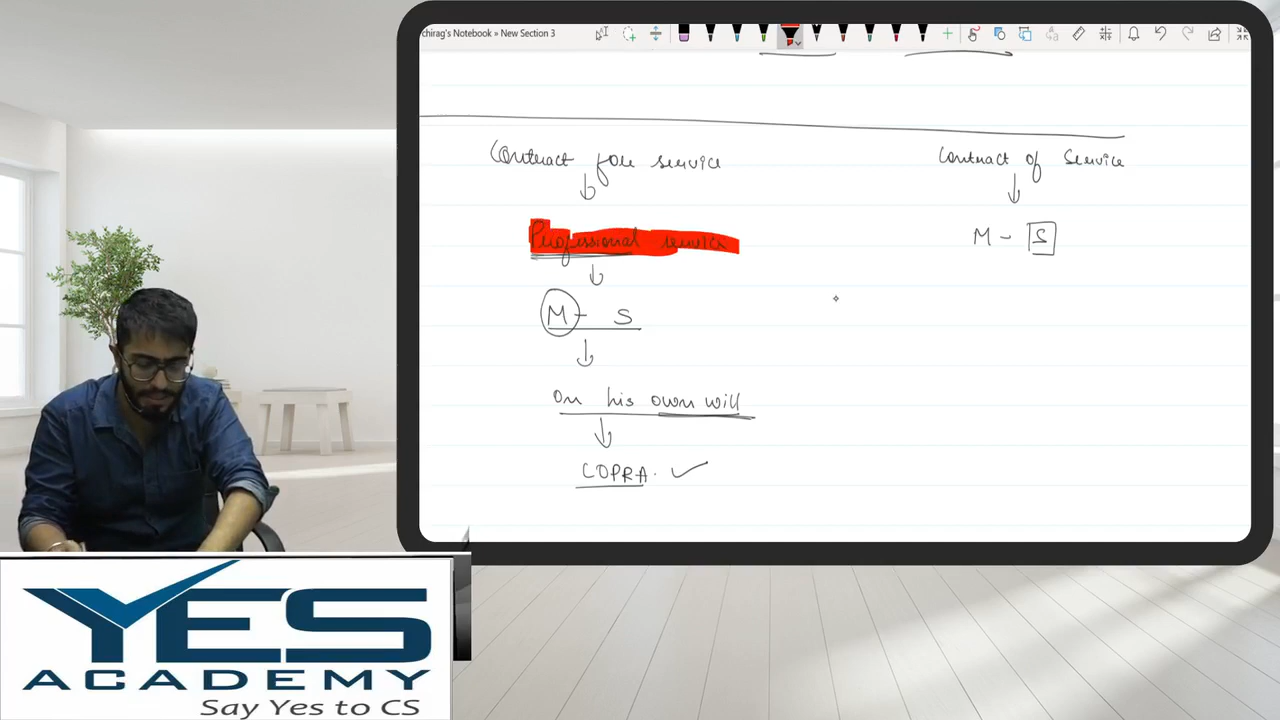 chirag's Notebook » New Section 3
Contract for service
Contract of Service
Professional service
M - S
M - S
On his own will
COPRA. ✓
YES
ACADEMY
Say Yes to CS